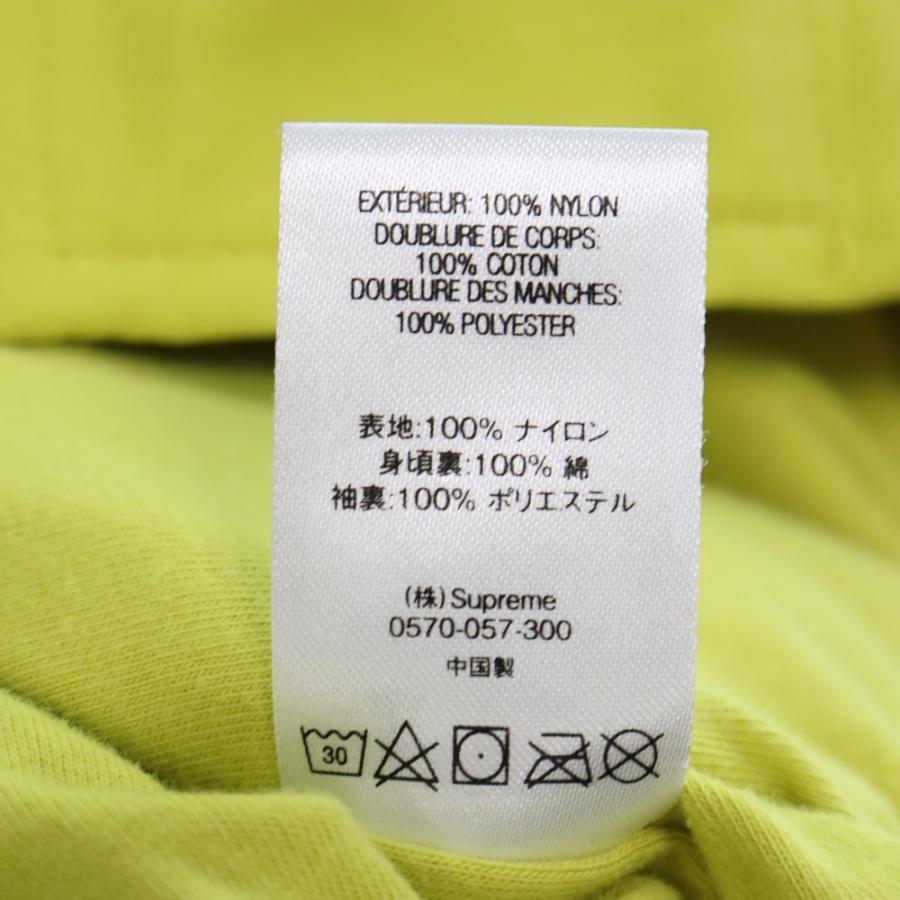 EXTÉRIEUR: 100% NYLON
DOUBLURE DE CORPS:
100% COTON
DOUBLURE DES MANCHES:
100% POLYESTER
表地:100% ナイロン
身頃裏:100% 綿
袖裏:100% ポリエステル
(株)Supreme
0570-057-300
中国製
30